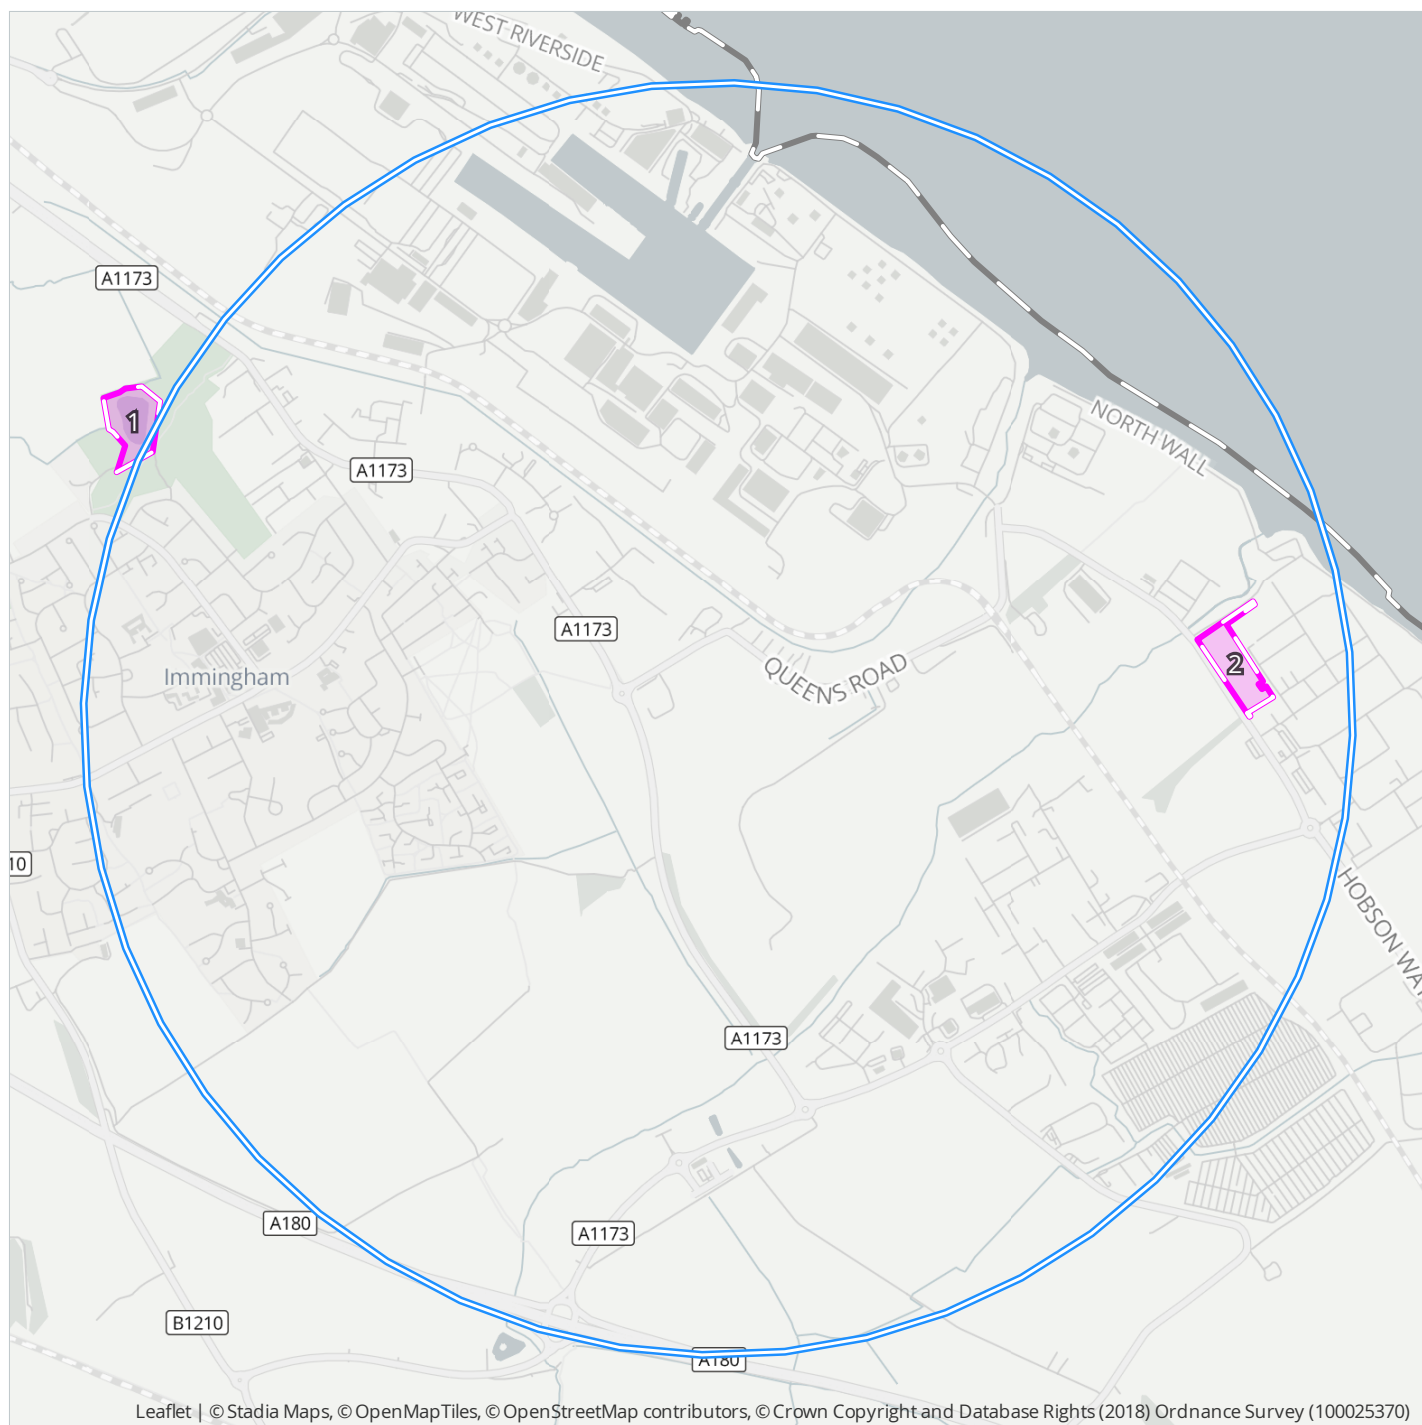 WEST RIVERSIDE
A1173
1
NORTH WALL
A1173
A1173
QUEENS ROAD
2
Immingham
10
HOBSON WAY
A1173
A180
A1173
B1210
A180
Leaflet | © Stadia Maps, © OpenMapTiles, © OpenStreetMap contributors, © Crown Copyright and Database Rights (2018) Ordnance Survey (100025370)